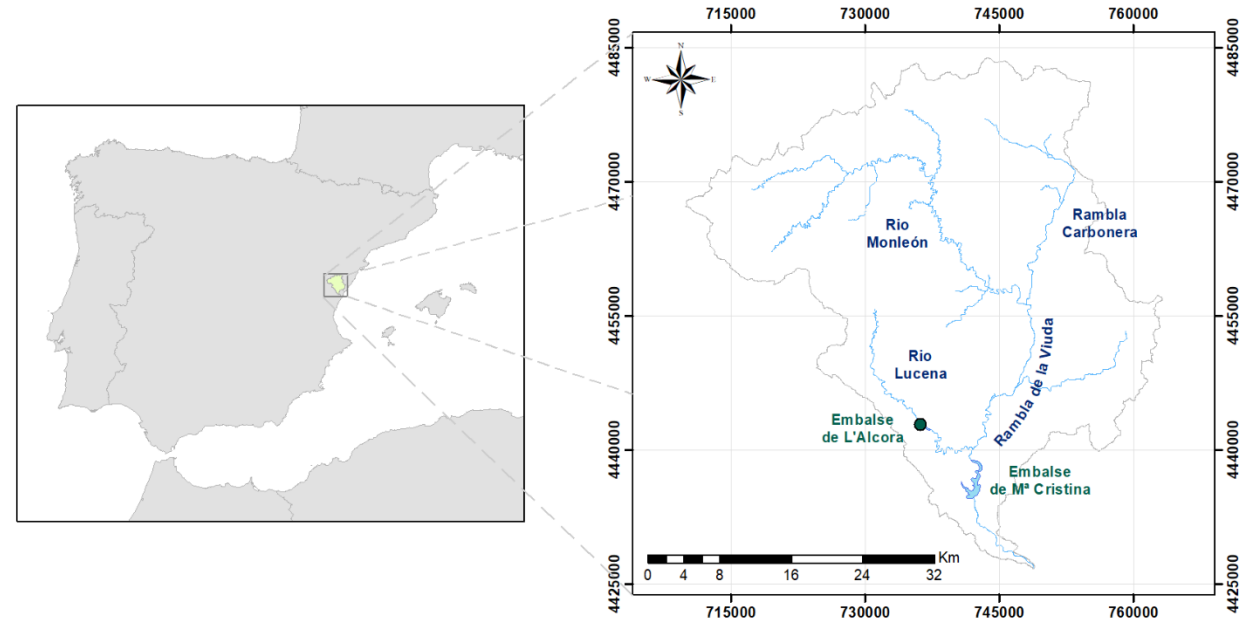 715000
730000
745000
760000
4485000
4485000
N
W
E
S
4470000
4470000
Rio
Monleón
Rambla
Carbonera
4455000
4455000
Rio
Lucena
Rambla de la Viuda
Embalse
de L'Alcora
4440000
4440000
Embalse
de Mª Cristina
Km
0
4
8
16
24
32
4425000
4425000
715000
730000
745000
760000